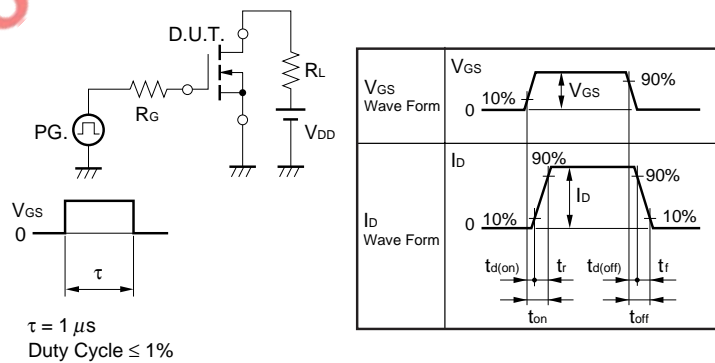 D.U.T.
RL
RG
PG.
VDD
VGS
0
τ
τ = 1 μs
Duty Cycle ≤ 1%
VGS
Wave Form
VGS
10%
0
VGS
90%
ID
Wave Form
ID
90%
90%
ID
0 10%
10%
td(on) tr td(off) tf
ton toff